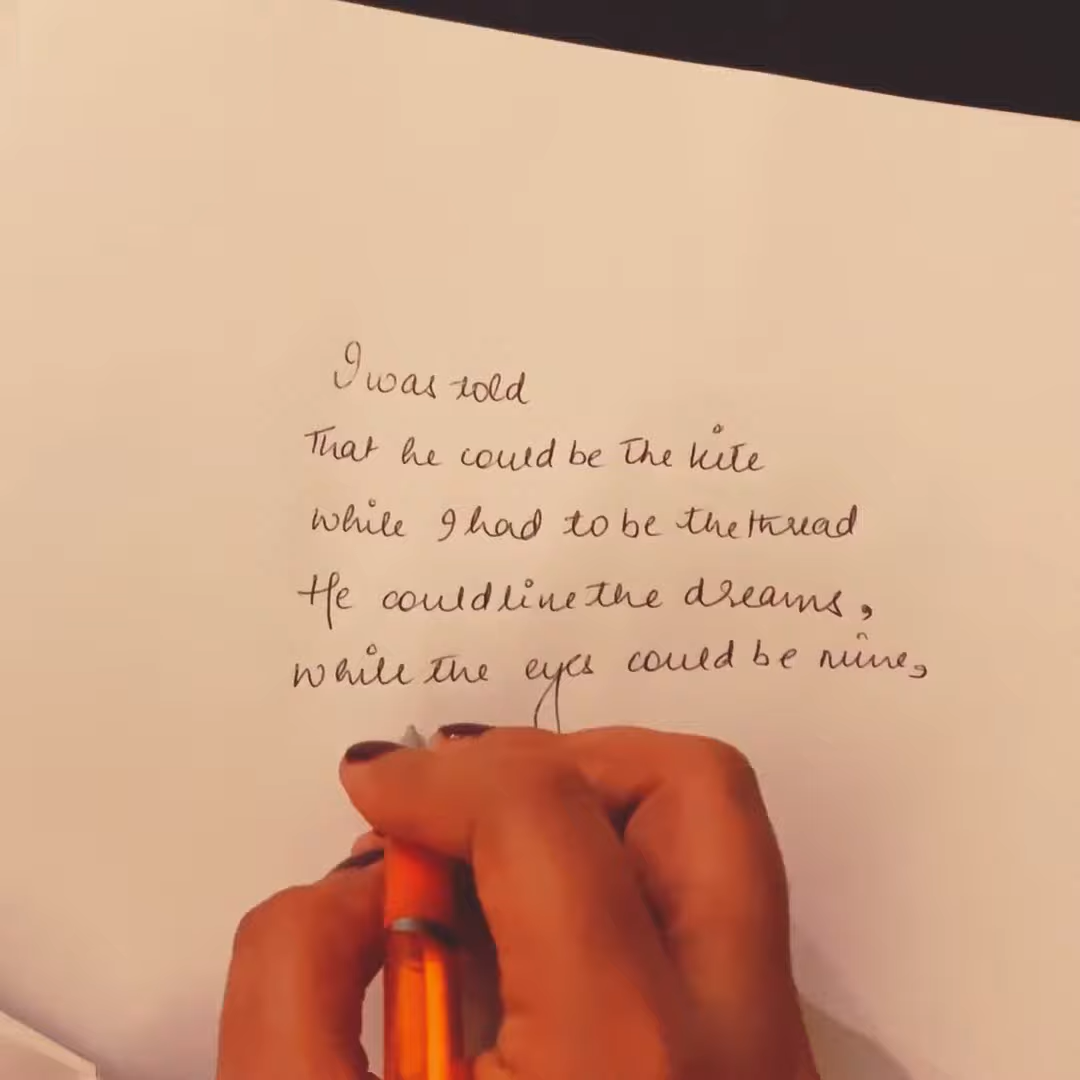 I was told
That he could be the kite
while I had to be the thread
He could live the dreams,
while the eyes could be mine,